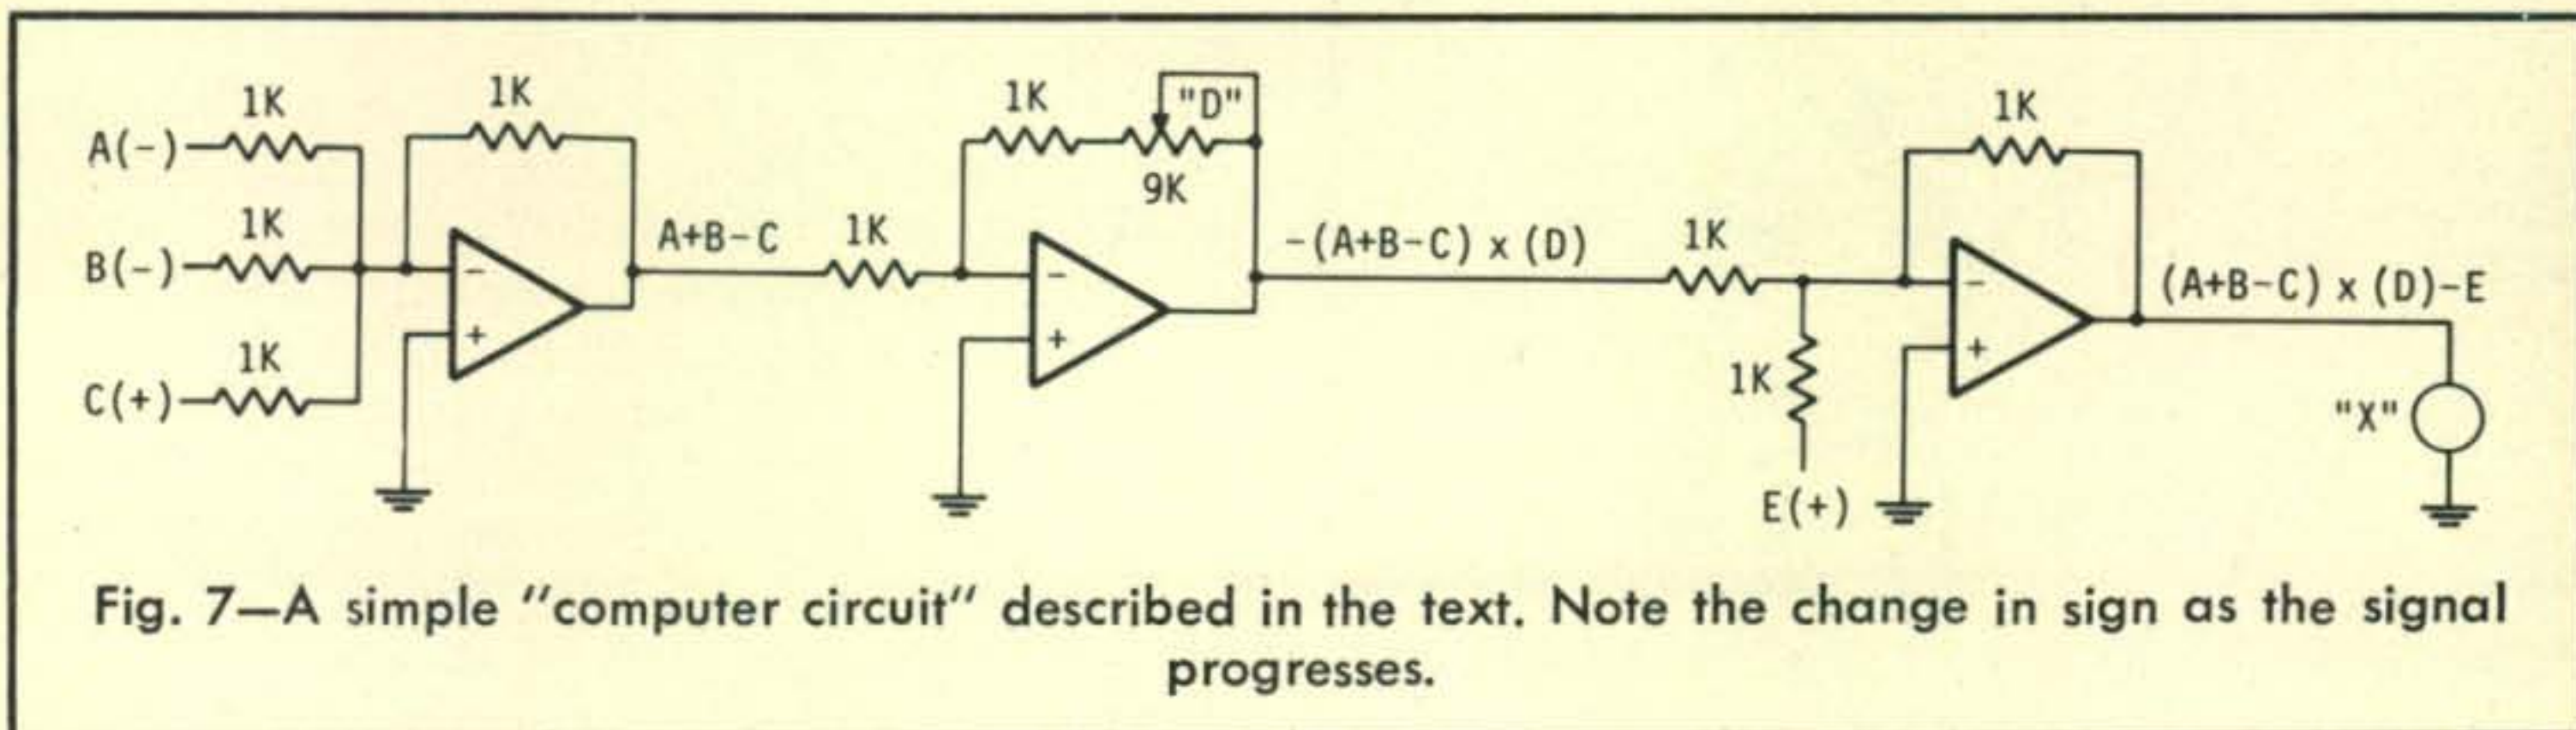 1K
1K
A(-)
1K
B(-)
1K
C(+)
-
+
A+B-C
1K
1K
"D"
9K
-
+
-(A+B-C) x (D)
1K
1K
E(+)
1K
-
+
(A+B-C) x (D)-E
"X"
Fig. 7—A simple "computer circuit" described in the text. Note the change in sign as the signal
progresses.